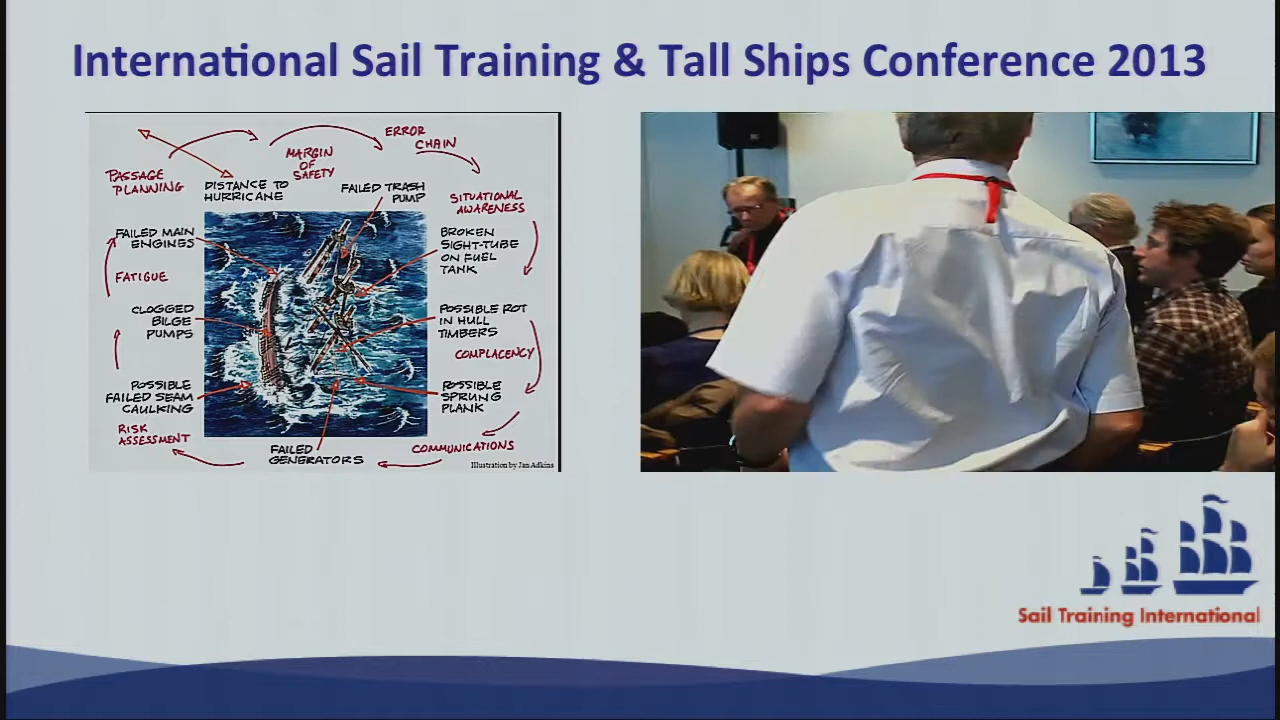 International Sail Training & Tall Ships Conference 2013
ERROR
CHAIN
MARGIN
OF
SAFETY
PASSAGE
PLANNING
DISTANCE TO
HURRICANE
FAILED TRASH
PUMP
SITUATIONAL
AWARENESS
FAILED MAIN
ENGINES
BROKEN
SIGHT-TUBE
ON FUEL
TANK
FATIGUE
CLOGGED
BILGE
PUMPS
POSSIBLE ROT
IN HULL
TIMBERS
COMPLACENCY
POSSIBLE
FAILED SEAM
CAULKING
POSSIBLE
SPRUNG
PLANK
RISK
ASSESSMENT
FAILED
GENERATORS
COMMUNICATIONS
Illustration by Jan Adkins
Sail Training International